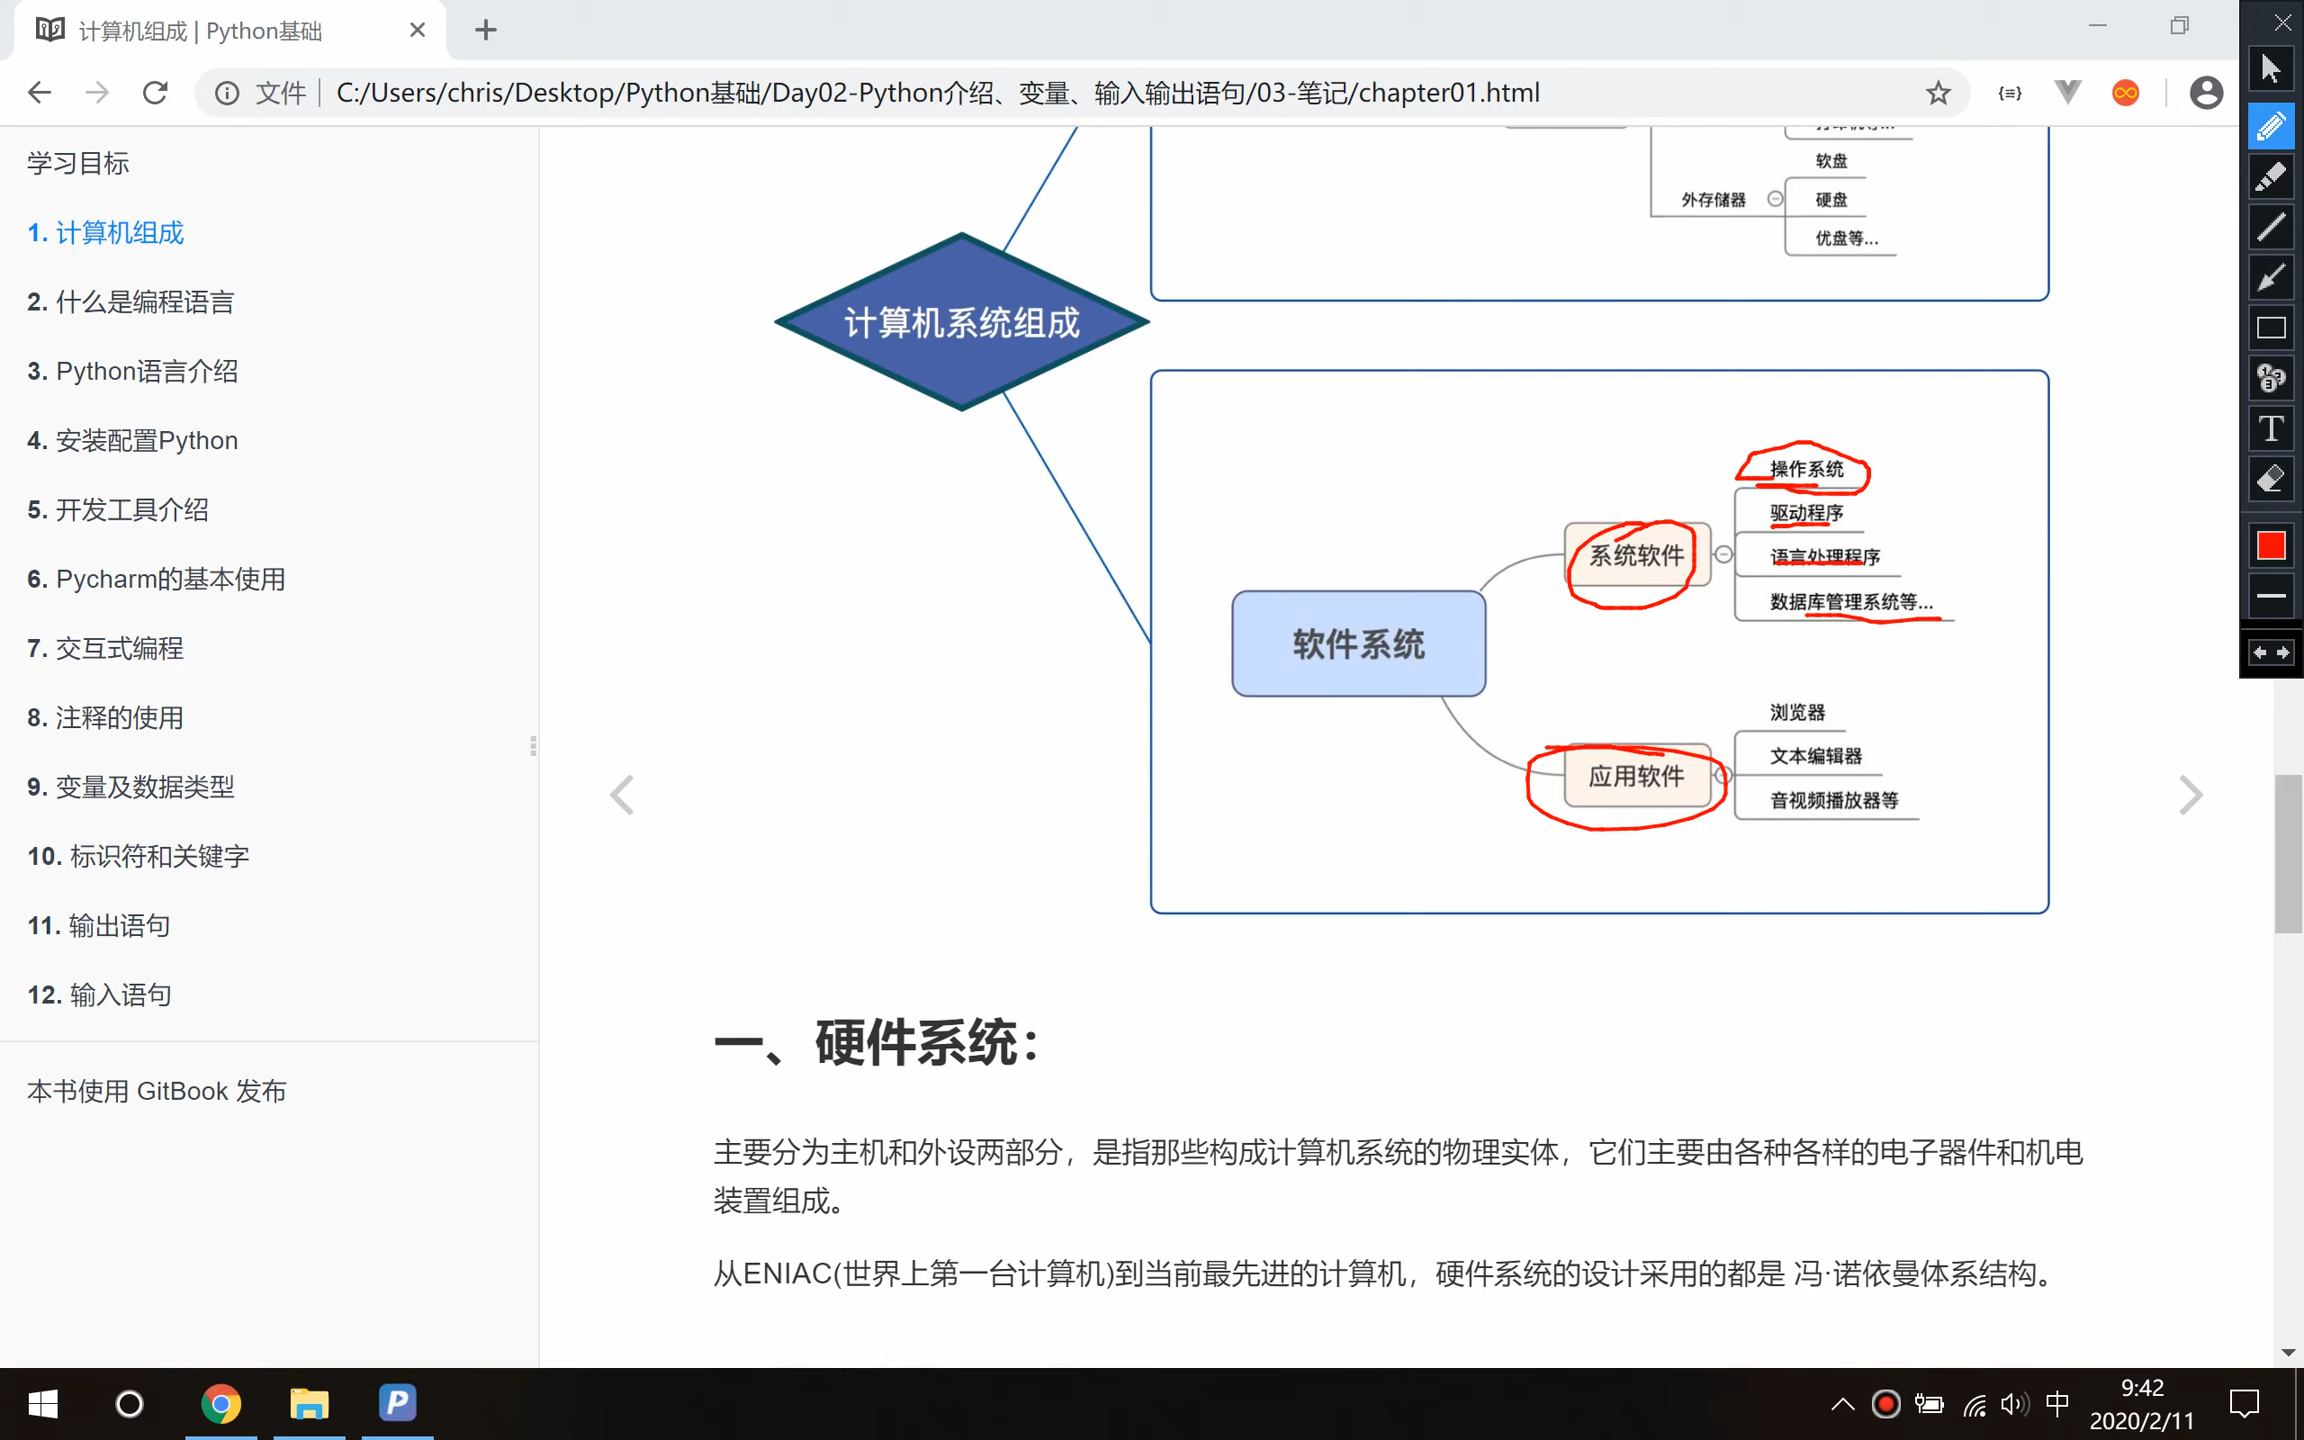 计算机组成 | Python基础
文件
C:/Users/chris/Desktop/Python基础/Day02-Python介绍、变量、输入输出语句/03-笔记/chapter01.html
学习目标
1. 计算机组成
2. 什么是编程语言
3. Python语言介绍
4. 安装配置Python
5. 开发工具介绍
6. Pycharm的基本使用
7. 交互式编程
8. 注释的使用
9. 变量及数据类型
10. 标识符和关键字
11. 输出语句
12. 输入语句
本书使用 GitBook 发布
软盘
外存储器
硬盘
优盘等...
计算机系统组成
操作系统
驱动程序
系统软件
语言处理程序
数据库管理系统等...
软件系统
浏览器
文本编辑器
应用软件
音视频播放器等
一、硬件系统：
主要分为主机和外设两部分，是指那些构成计算机系统的物理实体，它们主要由各种各样的电子器件和机电
装置组成。
从ENIAC(世界上第一台计算机)到当前最先进的计算机，硬件系统的设计采用的都是 冯·诺依曼体系结构。
中
9:42
2020/2/11